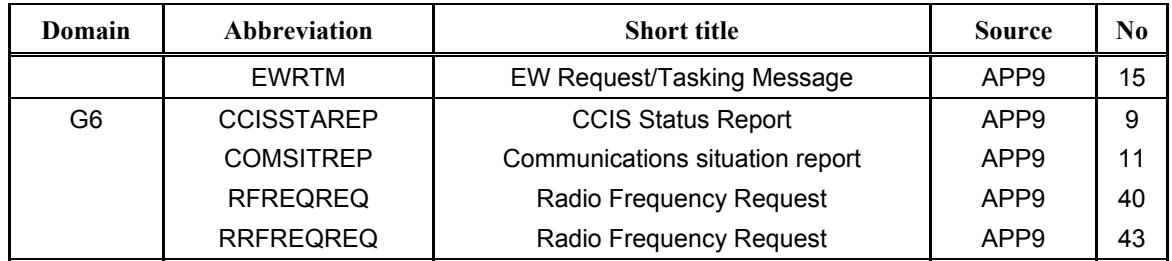 Domain Abbreviation Short title Source No
EWRTM EW Request/Tasking Message APP9 15
G6 CCISSTAREP CCIS Status Report APP9 9
COMSITREP Communications situation report APP9 11
RFREQREQ Radio Frequency Request APP9 40
RRFREQREQ Radio Frequency Request APP9 43